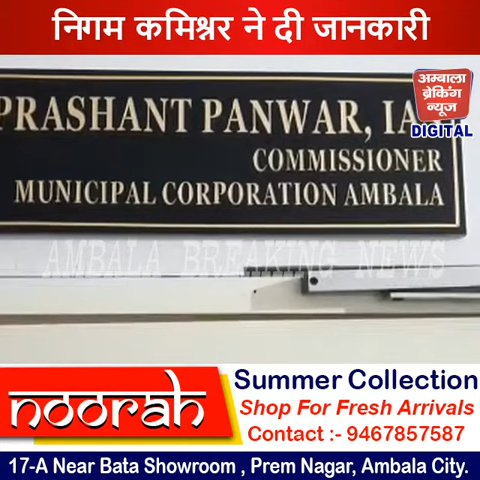 निगम कमिश्नर ने दी जानकारी
अम्बाला
ब्रेकिंग
न्यूज
DIGITAL
PRASHANT PANWAR, IAS
COMMISSIONER
MUNICIPAL CORPORATION AMBALA
AMBALA BREAKING NEWS
noorah
Summer Collection
Shop For Fresh Arrivals
Contact :- 9467857587
17-A Near Bata Showroom , Prem Nagar, Ambala City.